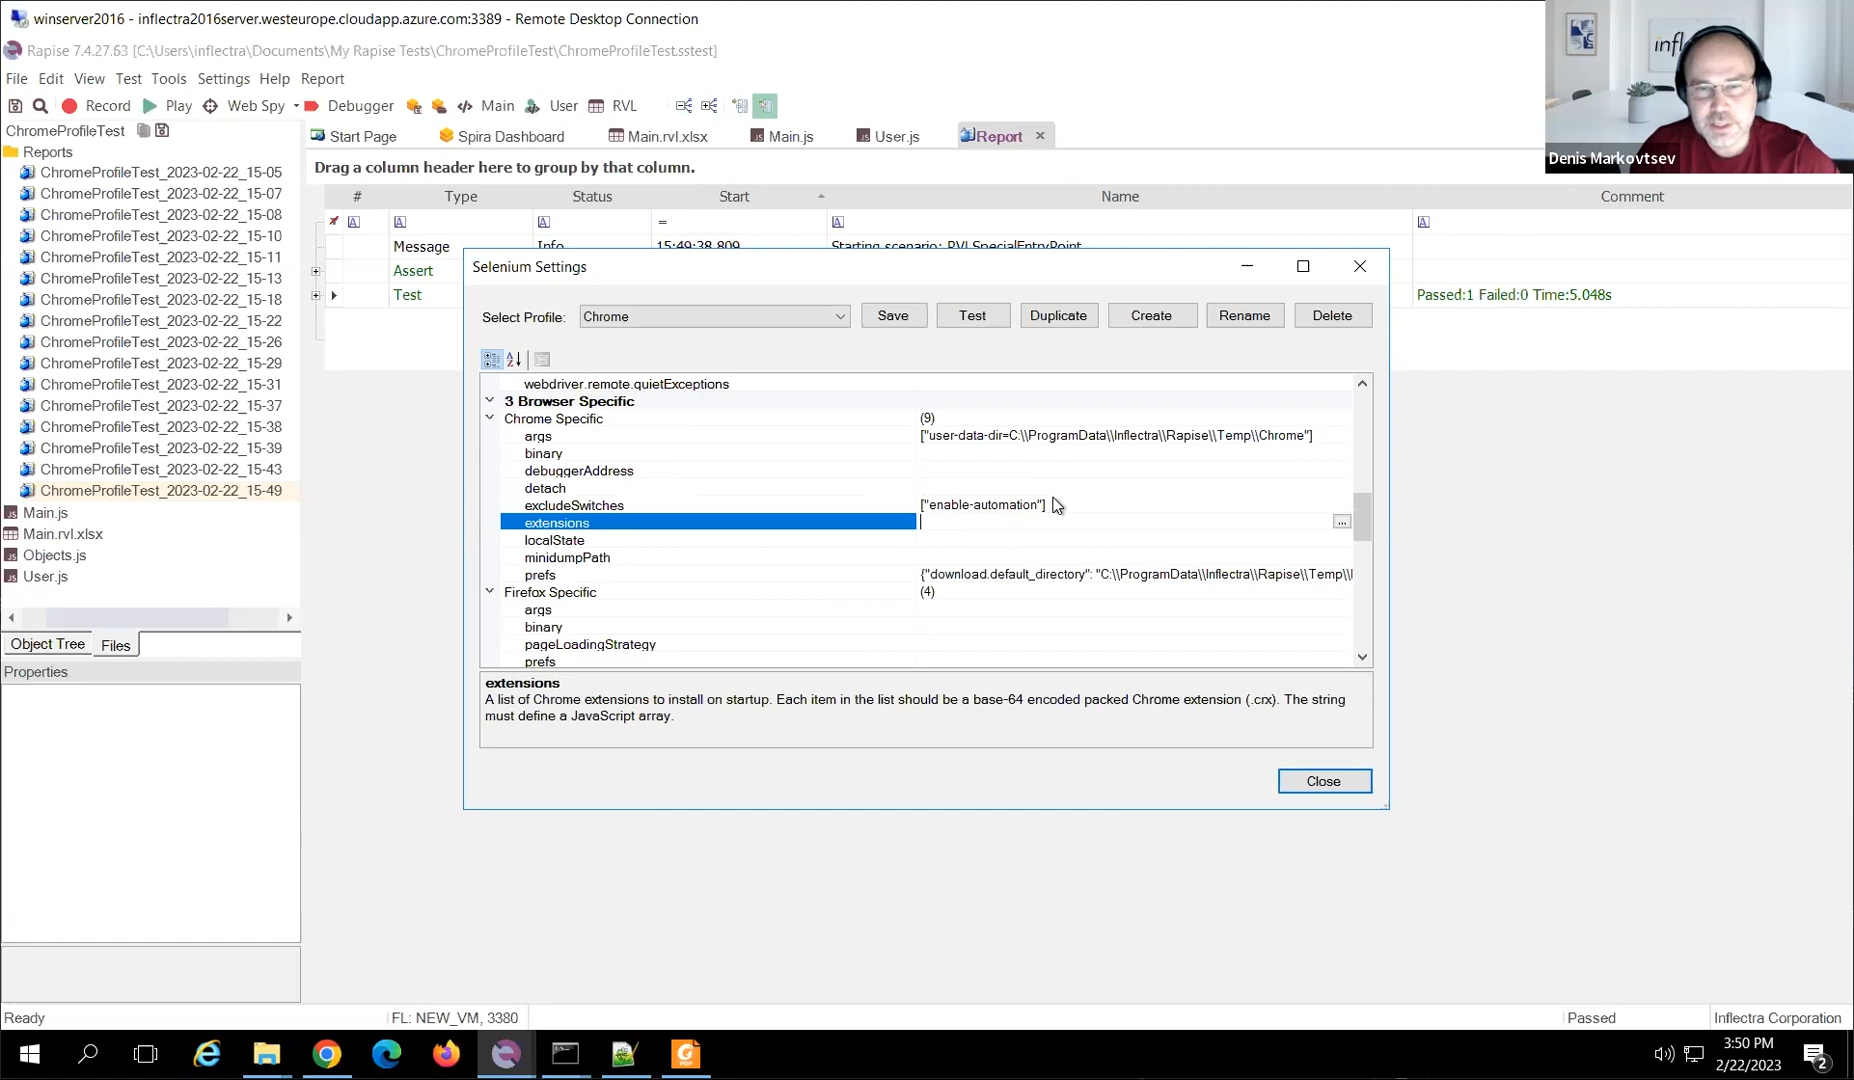 winserver2016 - inflectra2016server.westeurope.cloudapp.azure.com:3389 - Remote Desktop Connection
Rapise 7.4.27.63 [C:\Users\inflectra\Documents\My Rapise Tests\ChromeProfileTest\ChromeProfileTest.sstest]
File Edit View Test Tools Settings Help Report
Record Play Web Spy Debugger Main User RVL
ChromeProfileTest
Start Page Spira Dashboard Main.rvl.xlsx Main.js User.js Report
Denis Markovtsev
Reports
ChromeProfileTest_2023-02-22_15-05
ChromeProfileTest_2023-02-22_15-07
ChromeProfileTest_2023-02-22_15-08
ChromeProfileTest_2023-02-22_15-10
ChromeProfileTest_2023-02-22_15-11
ChromeProfileTest_2023-02-22_15-13
ChromeProfileTest_2023-02-22_15-18
ChromeProfileTest_2023-02-22_15-22
ChromeProfileTest_2023-02-22_15-26
ChromeProfileTest_2023-02-22_15-29
ChromeProfileTest_2023-02-22_15-31
ChromeProfileTest_2023-02-22_15-37
ChromeProfileTest_2023-02-22_15-38
ChromeProfileTest_2023-02-22_15-39
ChromeProfileTest_2023-02-22_15-43
ChromeProfileTest_2023-02-22_15-49
Main.js
Main.rvl.xlsx
Objects.js
User.js
Object Tree Files
Properties
Drag a column header here to group by that column.
# Type Status Start Name Comment
=
Message Info 15:49:38.809 Starting scenario: RVLSpecialEntryPoint
Assert
Test Passed:1 Failed:0 Time:5.048s
Selenium Settings
Select Profile: Chrome Save Test Duplicate Create Rename Delete
webdriver.remote.quietExceptions
3 Browser Specific
Chrome Specific (9)
args ["user-data-dir=C:\\ProgramData\\Inflectra\\Rapise\\Temp\\Chrome"]
binary
debuggerAddress
detach
excludeSwitches ["enable-automation"]
extensions ...
localState
minidumpPath
prefs {"download.default_directory": "C:\\ProgramData\\Inflectra\\Rapise\\Temp\\
Firefox Specific (4)
args
binary
pageLoadingStrategy
prefs
extensions
A list of Chrome extensions to install on startup. Each item in the list should be a base-64 encoded packed Chrome extension (.crx). The string
must define a JavaScript array.
Close
Ready FL: NEW_VM, 3380 Passed Inflectra Corporation
3:50 PM
2/22/2023
2